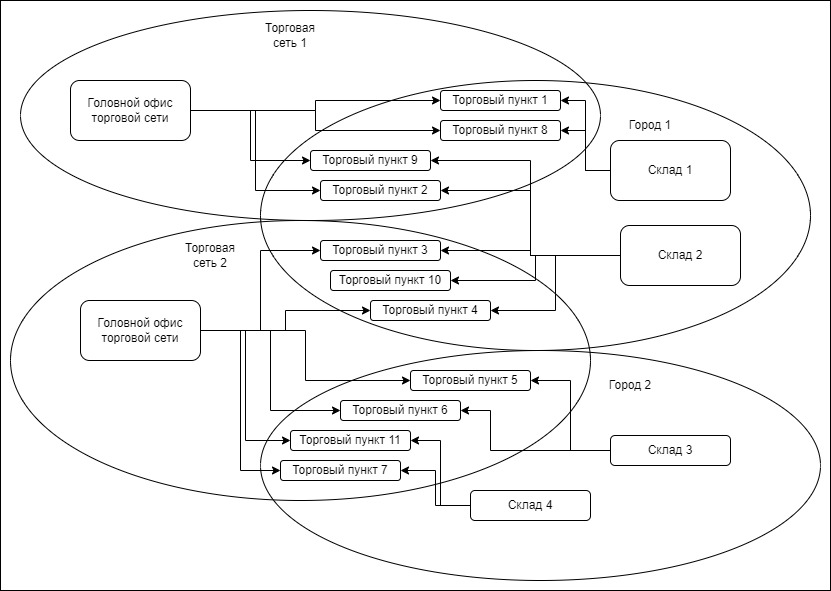 Торговая
сеть 1
Головной офис
торговой сети
Торговый пункт 1
Город 1
Торговый пункт 8
Торговый пункт 9
Склад 1
Торговый пункт 2
Торговая
сеть 2
Торговый пункт 3
Склад 2
Торговый пункт 10
Торговый пункт 4
Головной офис
торговой сети
Торговый пункт 5
Город 2
Торговый пункт 6
Торговый пункт 11
Склад 3
Торговый пункт 7
Склад 4